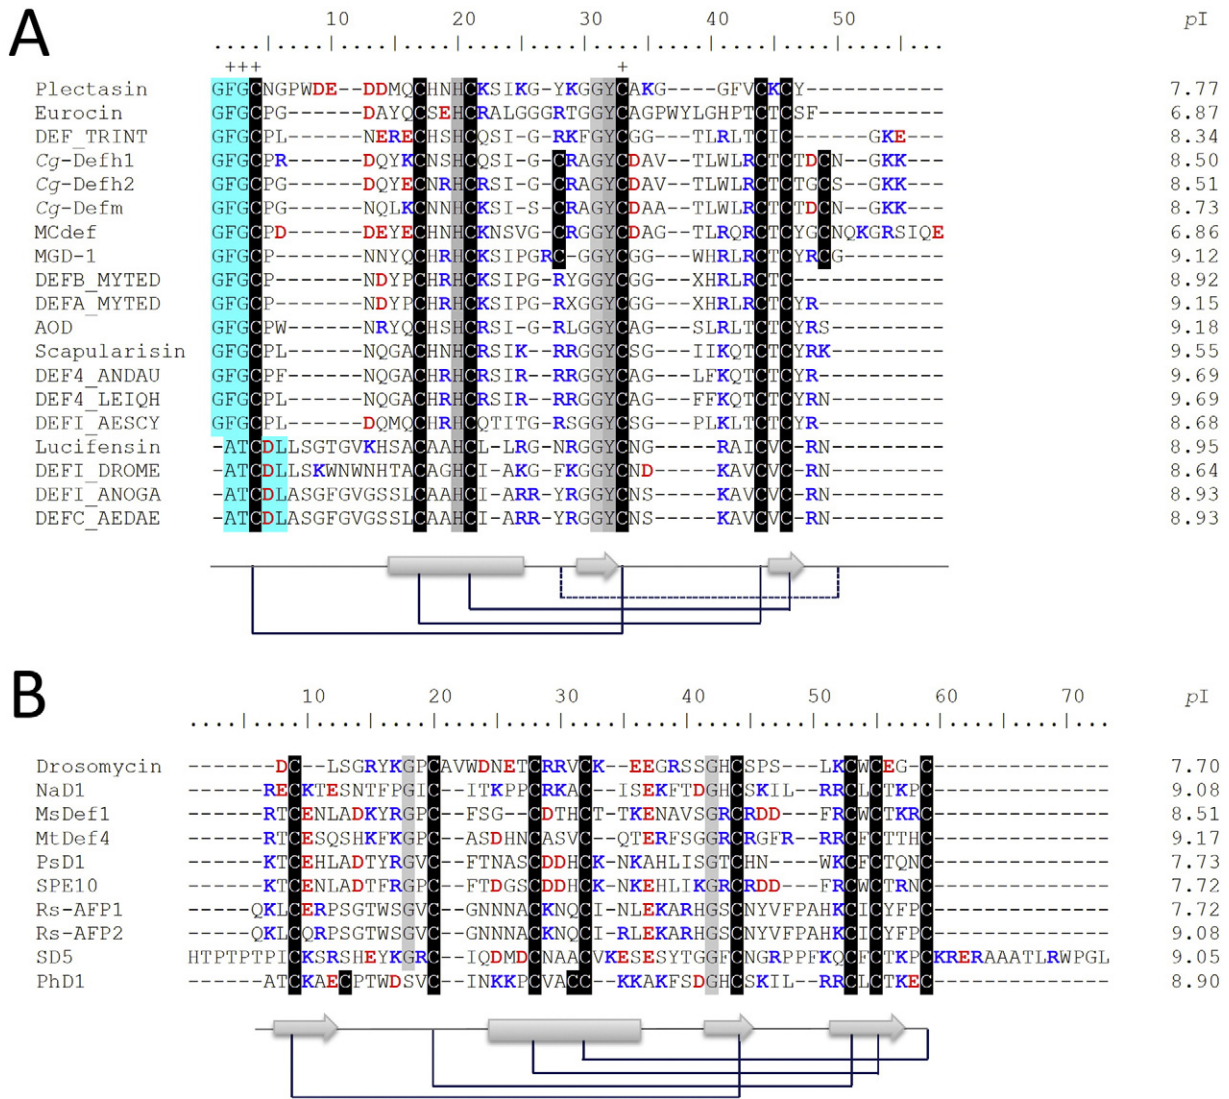 A
10 20 30 40 50 pI
+++ +
Plectasin GFGCNGPWDE--DDMQCHNHCKSIKG-YKGGYCAKG----GFVCKCY----------- 7.77
Eurocin GFGCPG------DAYQCSEHCRALGGGRTGGYCAGPWYLGHPTCTCSF---------- 6.87
DEF_TRINT GFGCPL------NERECHSHCQSIG--RKFGYCGG----TLRLTCIC------GKE--- 8.34
Cg-Defh1 GFGCPR------DQYKCNSHCQSI-G-CRAGYCDAV--TLWLRCTCTDCN--GKK--- 8.50
Cg-Defh2 GFGCPG------DQYECNRHCRSI-G-CRAGYCDAV--TLWLRCTCTGCS--GKK--- 8.51
Cg-Defm GFGCPG------NQLKCNNHCKSI-S-CRAGYCDAA--TLWLRCTCTDCN--GKK--- 8.73
MCdef GFGCPD------DEYECHNHCKNSVG-CRGGYCDAG--TLRQRCTCYGCNQKGRSIQE 6.86
MGD-1 GFGCP-------NNYQCHRHCKSIPGRC-GGYCGG----WHRLRCTCYRCG-------- 9.12
DEFB_MYTED GFGCP-------NDYPCHRHCKSIPG-RYGGYCGG----XHRLRCTC------------ 8.92
DEFA_MYTED GFGCP-------NDYPCHRHCKSIPG-RXGGYCGG----XHRLRCTCYR---------- 9.15
AOD GFGCPW------NRYQCHSHCRSI-G-RLGGYCAG----SLRLTCTCYRS--------- 9.18
Scapularisin GFGCPL------NQGACHNHCRSIK--RRGGYCSG----IIKQTCTCYRK--------- 9.55
DEF4_ANDAU GFGCPF------NQGACHRHCRSIR--RRGGYCAG----LFKQTCTCYR---------- 9.69
DEF4_LEIQH GFGCPL------NQGACHRHCRSIR--RRGGYCAG----FFKQTCTCYRN--------- 9.69
DEFI_AESCY GFGCPL------DQMQCHRHCQTITG-RSGGYCSG----PLKLTCTCYR---------- 8.68
Lucifensin -ATCDLLSGTGVKHSACAAHCL-LRG-NRGGYCNG-----RAICVC-RN--------- 8.95
DEFI_DROME -ATCDLLSKWNWNHTACAGHCI-AKG-FKGGYCND-----KAVCVC-RN--------- 8.64
DEFI_ANOGA -ATCDLASGFGVGSSLCAAHCI-ARR-YRGGYCNS-----KAVCVC-RN--------- 8.93
DEFC_AEDAE -ATCDLASGFGVGSSLCAAHCI-ARR-YRGGYCNS-----KAVCVC-RN--------- 8.93
B
10 20 30 40 50 60 70 pI
Drosomycin -------DC--LSGRYKGPCAVWDNETCRRVCK--EEGRSSGHCSPS---LKCWCEG-C-------------- 7.70
NaD1 ------RECKTESNTFPGIC--ITKPPCRKAC--ISEKFTDGHCSKIL--RRCLCTKPC-------------- 9.08
MsDef1 ------RTCENLADKYRGPC--FSG--CDTHCT-TKENAVSGRCRDD---FRCWCTKRC-------------- 8.51
MtDef4 ------RTCESQSHKFKGPC--ASDHNCASVC--QTERFSGGRCRGFR--RRCFCTTHC-------------- 9.17
PsD1 ------KTCEHLADTYRGVC--FTNASCDDHCK-NKAHLISGTCHN----WKCFCTQNC-------------- 7.73
SPE10 ------KTCENLADTFRGPC--FTDGSCDDHCK-NKEHLIKGRCRDD---FRCWCTRNC-------------- 7.72
Rs-AFP1 -----QKLCERPSGTWSGVC--GNNNACKNQCI-NLEKARHGSCNYVFPAHKCICYFPC-------------- 7.72
Rs-AFP2 -----QKLCQRPSGTWSGVC--GNNNACKNQCI-RLEKARHGSCNYVFPAHKCICYFPC-------------- 9.08
SD5 HTPTPTPICKSRSHEYKGRC--IQDMDCNAACVKESESYTGGFCNGRPPFKQCFCTKPCKRERAAATLRWPGL 9.05
PhD1 ------ATCKAECPTWDSVC--INKKPCVACC--KKAKFSDGHCSKIL--RRCLCTKEC-------------- 8.90